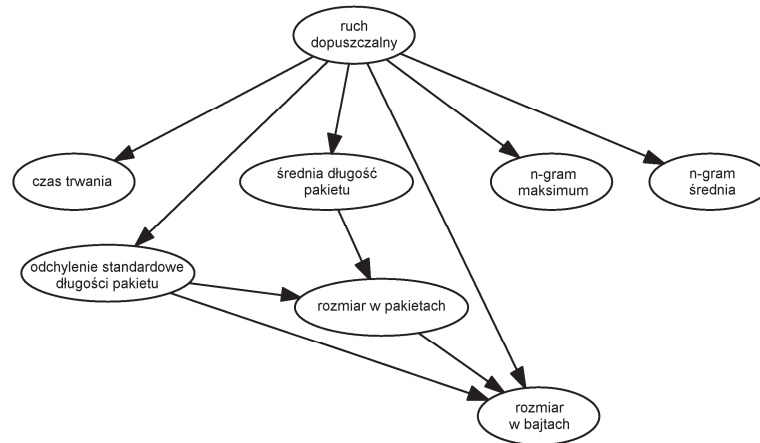 ruch
dopuszczalny
czas trwania
średnia długość
pakietu
n-gram
maksimum
n-gram
średnia
odchylenie standardowe
długości pakietu
rozmiar w pakietach
rozmiar
w bajtach